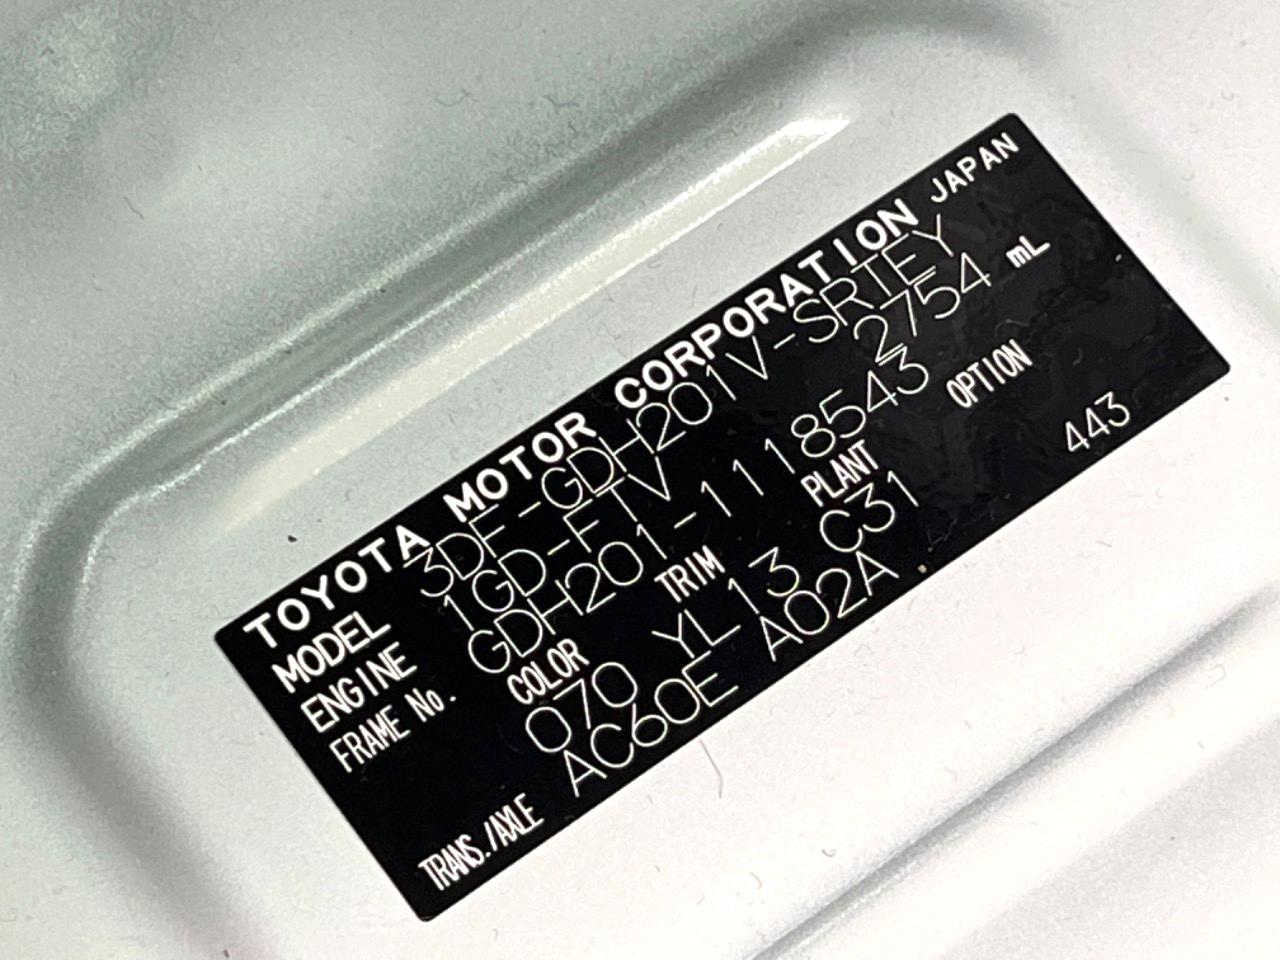 TOYOTA MOTOR CORPORATION JAPAN
MODEL 3DF-GDH201V-SRTEY
ENGINE 1GD-FTV 2754 mL
FRAME No. GDH201-1118543
COLOR TRIM PLANT OPTION
070 YL13 C31 443
TRANS./AXLE AC60E A02A